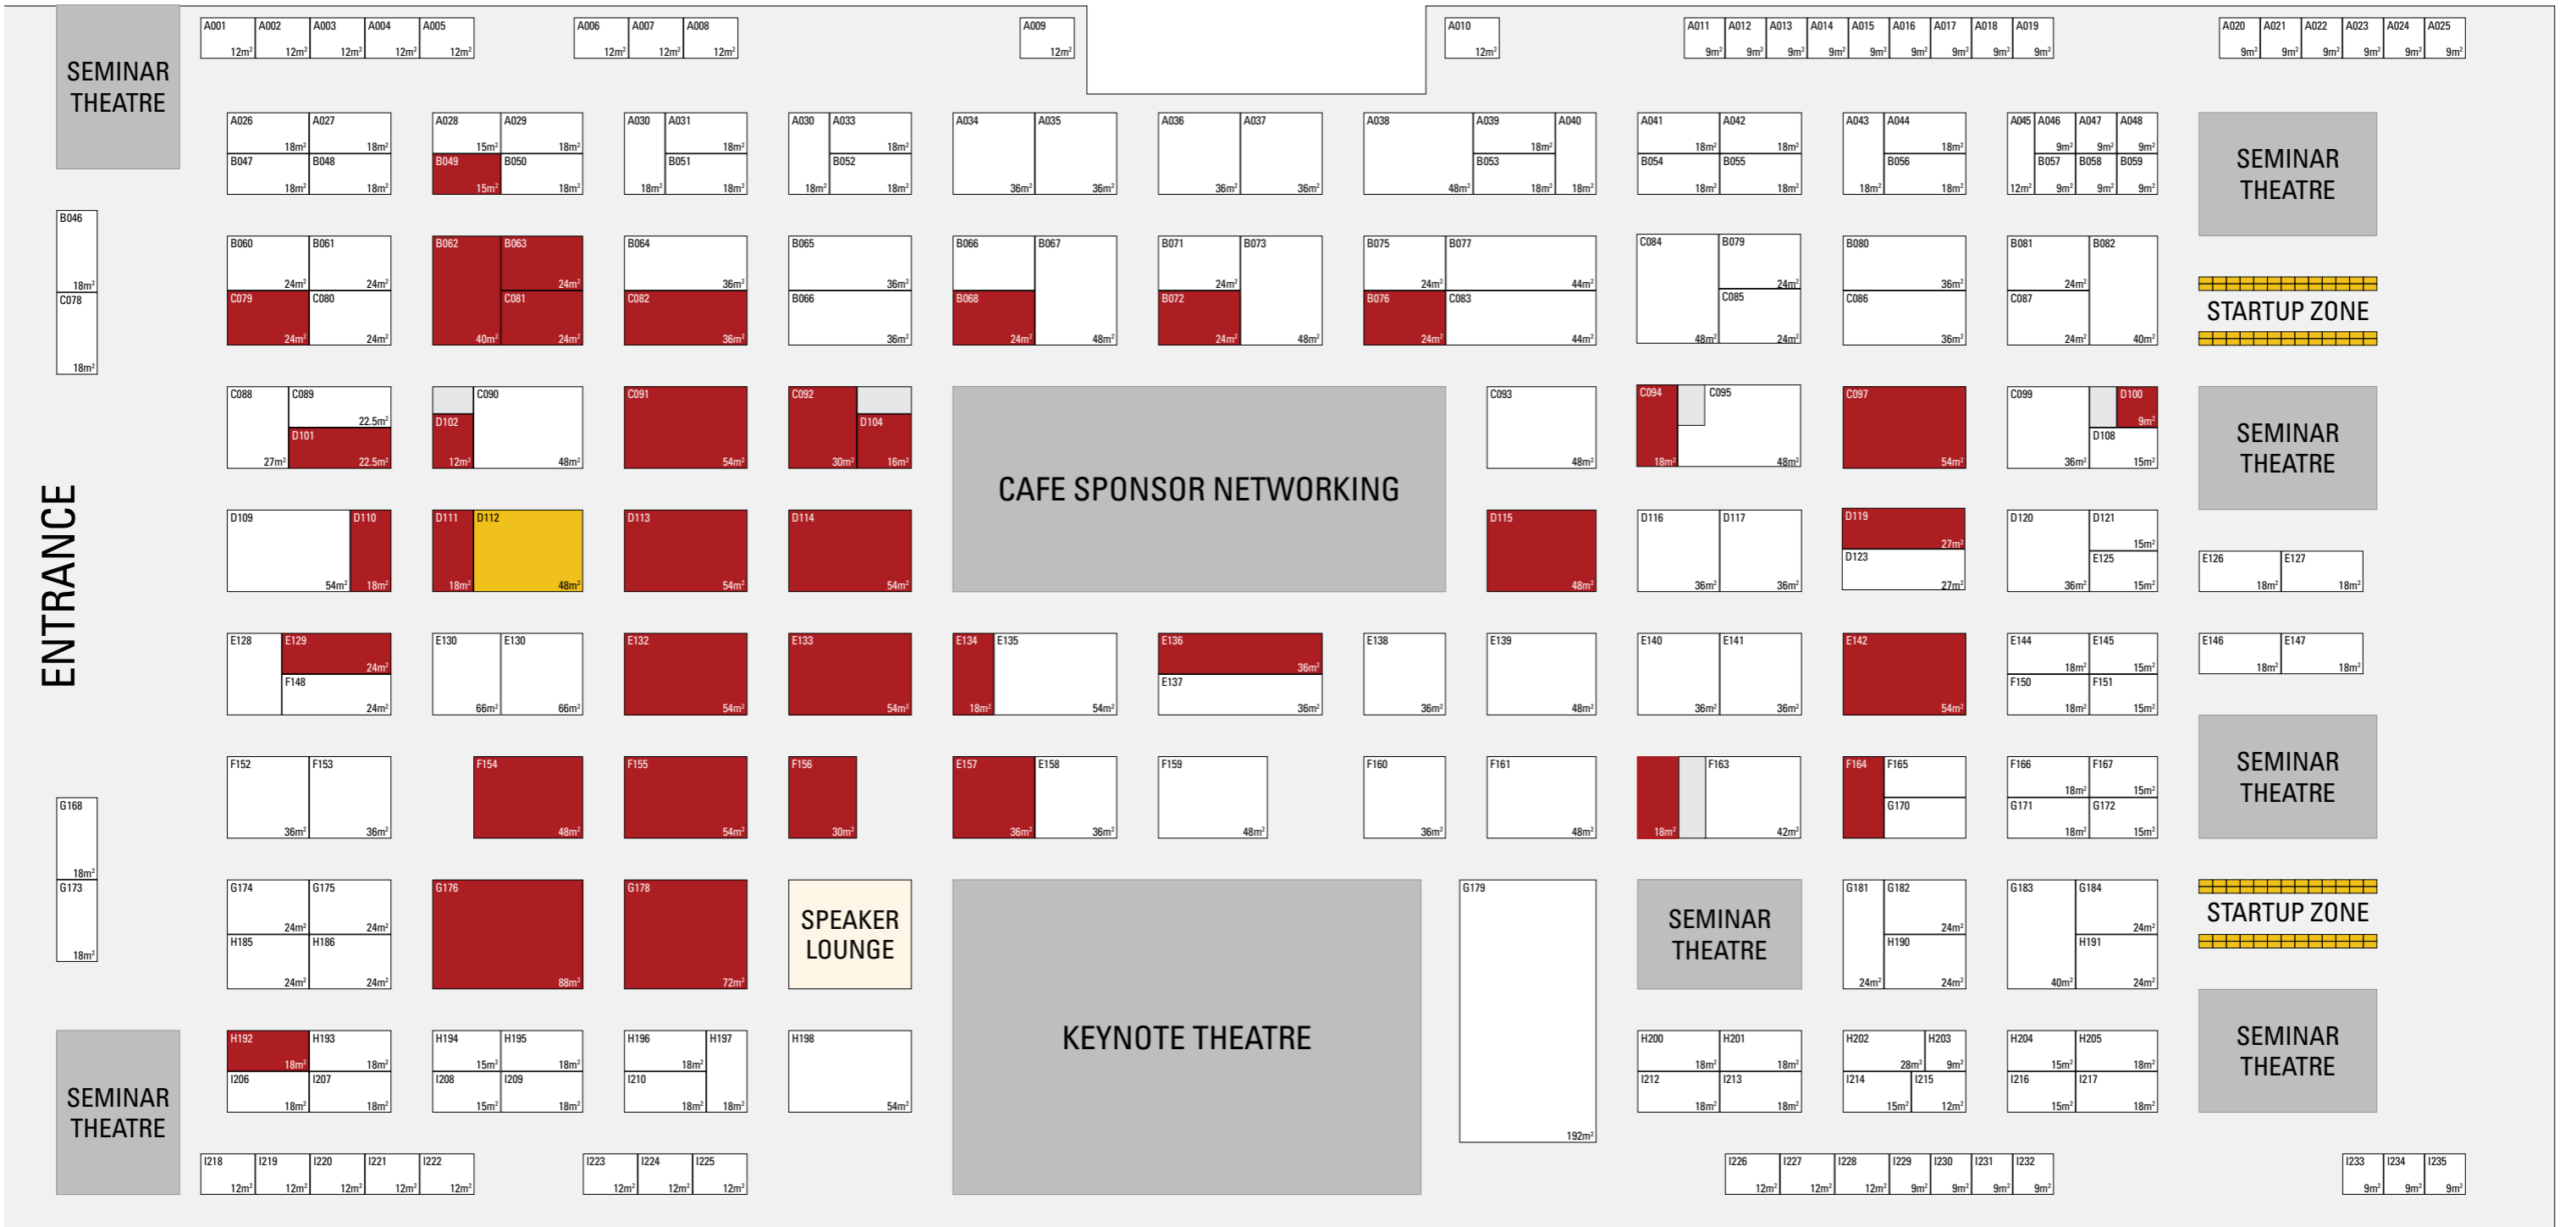 A001 A002 A003 A004 A005 A006 A007 A008 A009 A010 A011 A012 A013 A014 A015 A016 A017 A018 A019 A020 A021 A022 A023 A024 A025
12m² 12m² 12m² 12m² 12m² 12m² 12m² 12m² 12m² 12m² 9m² 9m² 9m² 9m² 9m² 9m² 9m² 9m² 9m² 9m² 9m² 9m² 9m² 9m² 9m²
SEMINAR
THEATRE
A026 A027 A028 A029 A030 A031 A030 A033 A034 A035 A036 A037 A038 A039 A040 A041 A042 A043 A044 A045 A046 A047 A048
18m² 18m² 15m² 18m² 18m² 18m² 18m² 18m² 18m² 18m² 9m² 9m² 9m²
B047 B048 B049 B050 B051 B052 B053 B054 B055 B056 B057 B058 B059
18m² 18m² 15m² 18m² 18m² 18m² 18m² 18m² 36m² 36m² 36m² 36m² 48m² 18m² 18m² 18m² 18m² 18m² 18m² 12m² 9m² 9m² 9m²
SEMINAR
THEATRE
B046
18m²
C078
18m²
B060 B061 B062 B063 B064 B065 B066 B067 B071 B073 B075 B077 C084 B079 B080 B081 B082
24m² 24m² 24m² 36m² 36m² 24m² 24m² 44m² 24m² 36m² 24m²
C079 C080 C081 C082 B066 B068 B072 B076 C083 C085 C086 C087
24m² 24m² 40m² 24m² 36m² 36m² 24m² 48m² 24m² 48m² 24m² 44m² 48m² 24m² 36m² 24m² 40m²
STARTUP ZONE
C088 C089 C090 C091 C092 C093 C094 C095 C097 C099 D100
22.5m² 9m²
D101 D102 D104 D108
27m² 22.5m² 12m² 48m² 54m² 30m² 16m² 48m² 18m² 48m² 54m² 36m² 15m²
SEMINAR
THEATRE
CAFE SPONSOR NETWORKING
ENTRANCE
D109 D110 D111 D112 D113 D114 D115 D116 D117 D119 D120 D121
27m² 15m²
D123 E125 E126 E127
54m² 18m² 18m² 48m² 54m² 54m² 48m² 36m² 36m² 27m² 36m² 15m² 18m² 18m²
E128 E129 E130 E130 E132 E133 E134 E135 E136 E138 E139 E140 E141 E142 E144 E145 E146 E147
24m² 36m² 18m² 15m² 18m² 18m²
F148 E137 F150 F151
24m² 66m² 66m² 54m² 54m² 18m² 54m² 36m² 36m² 48m² 36m² 36m² 54m² 18m² 15m²
F152 F153 F154 F155 F156 E157 E158 F159 F160 F161 F163 F164 F165 F166 F167
18m² 15m²
G170 G171 G172
36m² 36m² 48m² 54m² 30m² 36m² 36m² 48m² 36m² 48m² 18m² 42m² 18m² 15m²
SEMINAR
THEATRE
G168
18m²
G173
18m²
G174 G175 G176 G178 G179 G181 G182 G183 G184
24m² 24m² 24m² 24m²
H185 H186 H190 H191
24m² 24m² 88m² 72m² 24m² 24m² 40m² 24m²
SPEAKER
LOUNGE
SEMINAR
THEATRE
STARTUP ZONE
KEYNOTE THEATRE
H192 H193 H194 H195 H196 H197 H198 H200 H201 H202 H203 H204 H205
18m² 18m² 15m² 18m² 18m² 18m² 18m² 28m² 9m² 15m² 18m²
I206 I207 I208 I209 I210 I212 I213 I214 I215 I216 I217
18m² 18m² 15m² 18m² 18m² 18m² 54m² 18m² 18m² 15m² 12m² 15m² 18m²
192m²
SEMINAR
THEATRE
SEMINAR
THEATRE
I218 I219 I220 I221 I222 I223 I224 I225 I226 I227 I228 I229 I230 I231 I232 I233 I234 I235
12m² 12m² 12m² 12m² 12m² 12m² 12m² 12m² 12m² 12m² 12m² 9m² 9m² 9m² 9m² 9m² 9m² 9m²